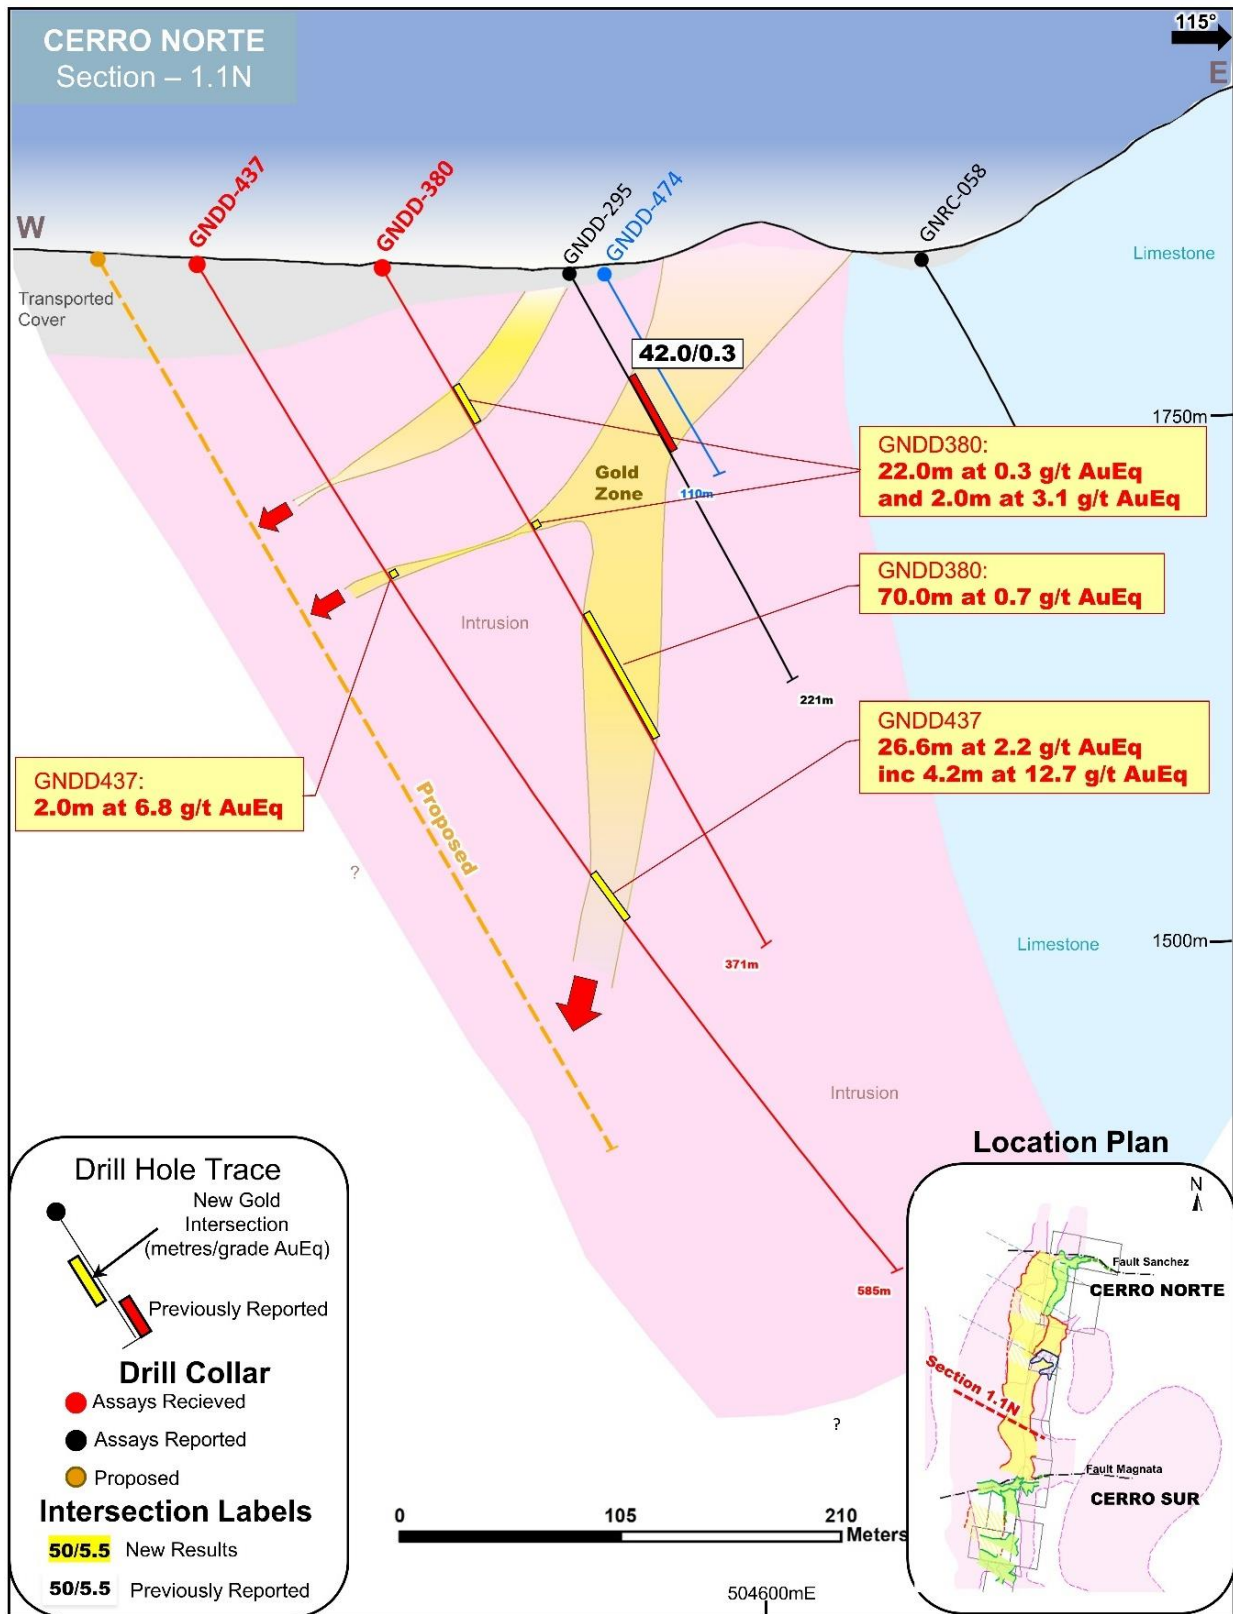 CERRO NORTE
Section – 1.1N
115°
E
W
GNDD-437
GNDD-380
GNDD-295
GNDD-474
GNRC-058
Transported
Cover
Limestone
42.0/0.3
1750m
GNDD380:
22.0m at 0.3 g/t AuEq
and 2.0m at 3.1 g/t AuEq
Gold
Zone
110m
GNDD380:
70.0m at 0.7 g/t AuEq
Intrusion
221m
GNDD437
26.6m at 2.2 g/t AuEq
inc 4.2m at 12.7 g/t AuEq
GNDD437:
2.0m at 6.8 g/t AuEq
Proposed
?
371m
Limestone
1500m
Intrusion
585m
?
Drill Hole Trace
New Gold
Intersection
(metres/grade AuEq)
Previously Reported
Drill Collar
Assays Recieved
Assays Reported
Proposed
Intersection Labels
50/5.5 New Results
50/5.5 Previously Reported
0 105 210
Meters
504600mE
Location Plan
N
Fault Sanchez
CERRO NORTE
Section 1.1N
Fault Magnata
CERRO SUR